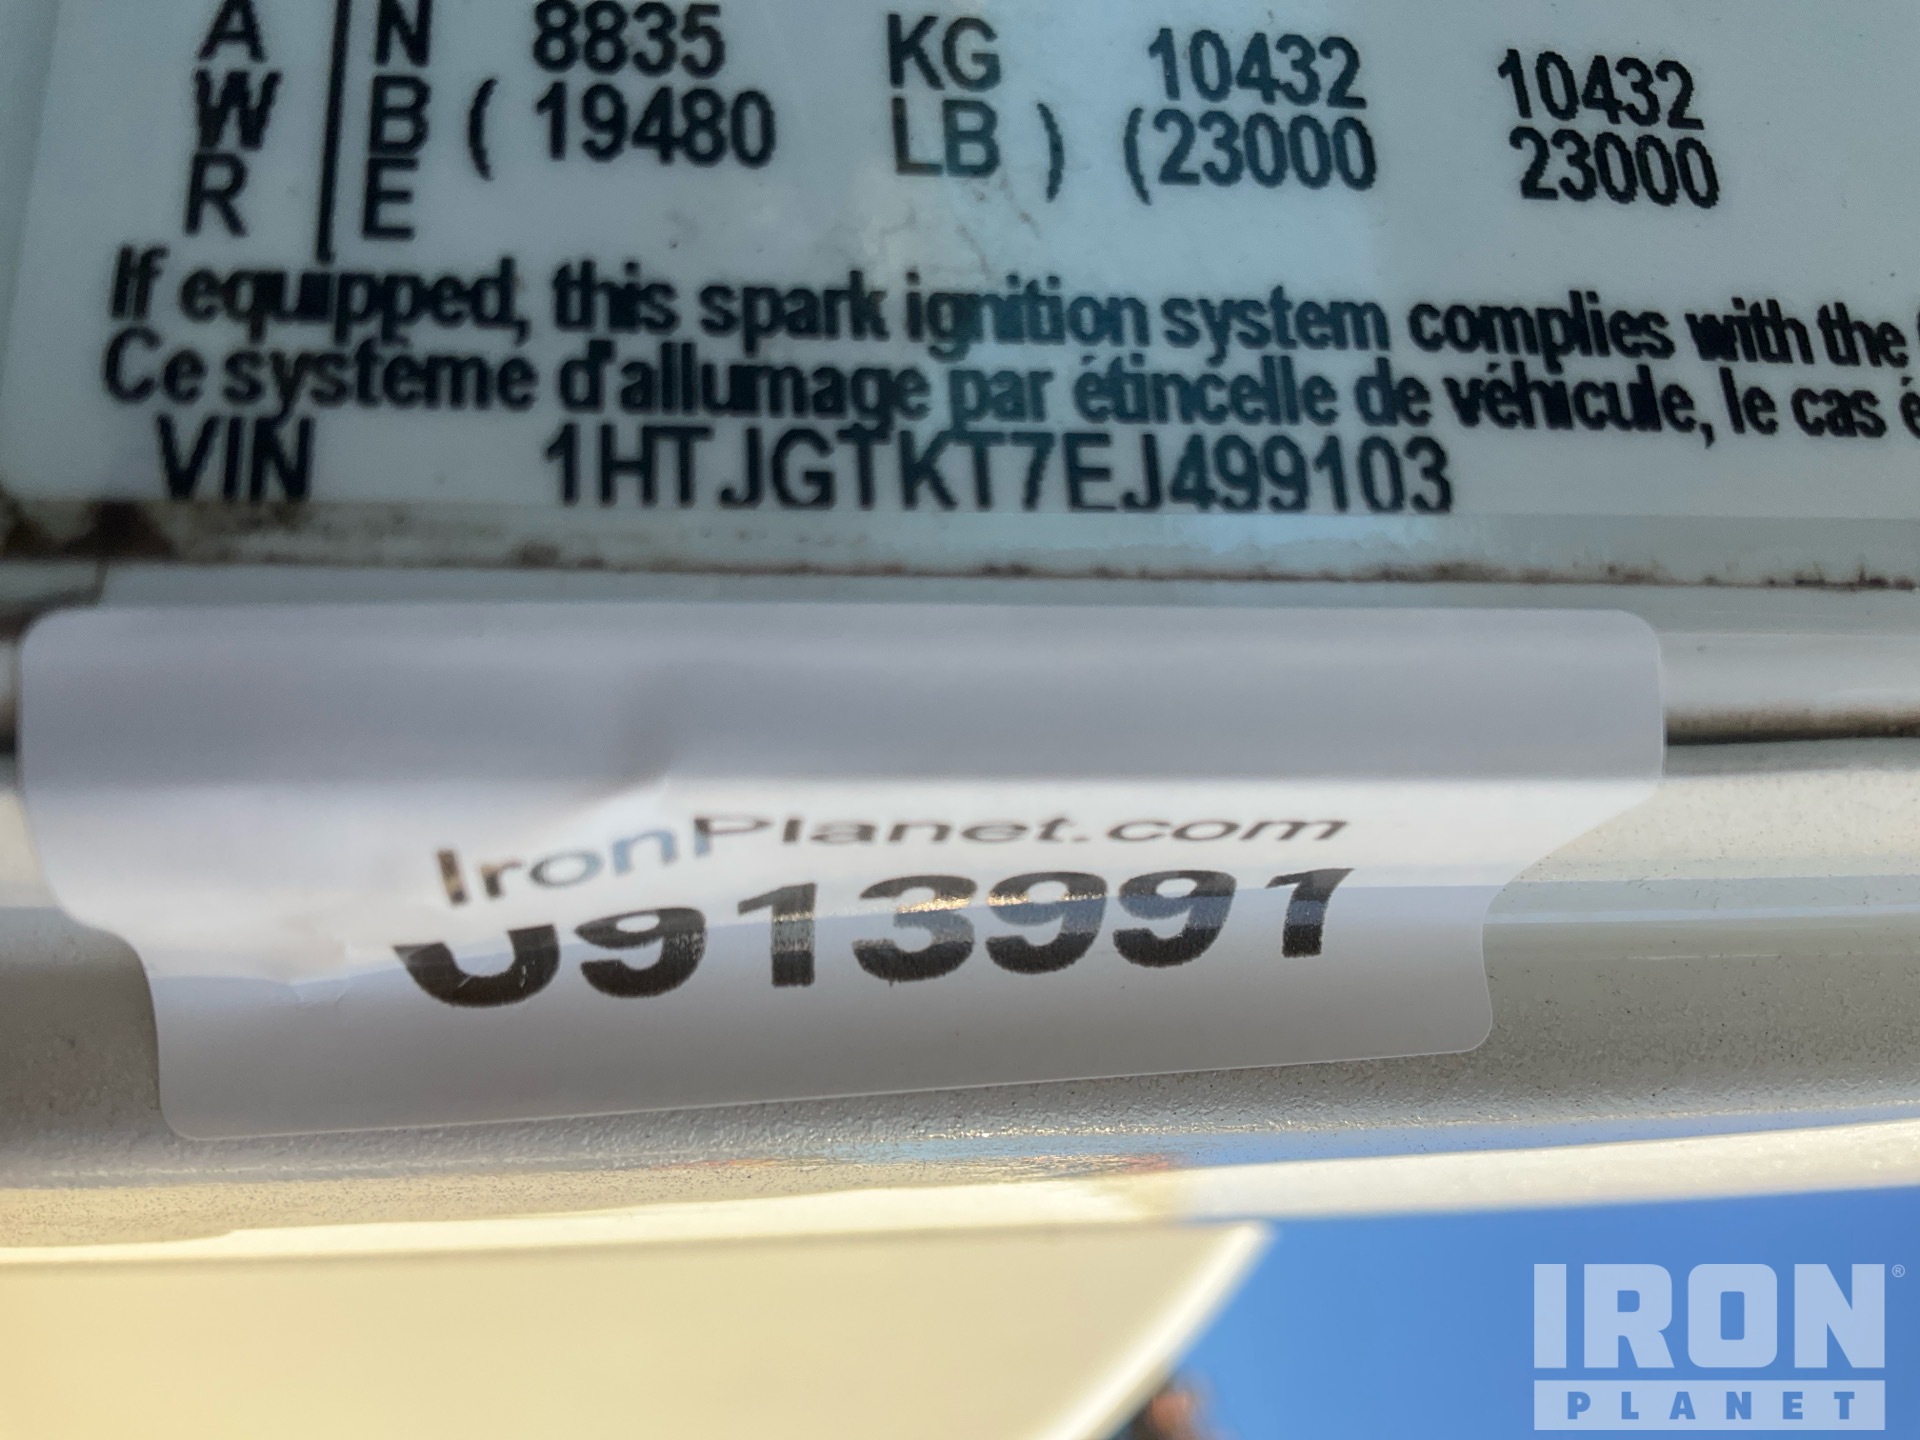 A N 8835 KG 10432 10432
W B ( 19480 LB ) (23000 23000
R E
If equipped, this spark ignition system complies with the
Ce système d'allumage par étincelle de véhicule, le cas
VIN 1HTJGTKT7EJ499103
IronPlanet.com
IRON®
PLANET